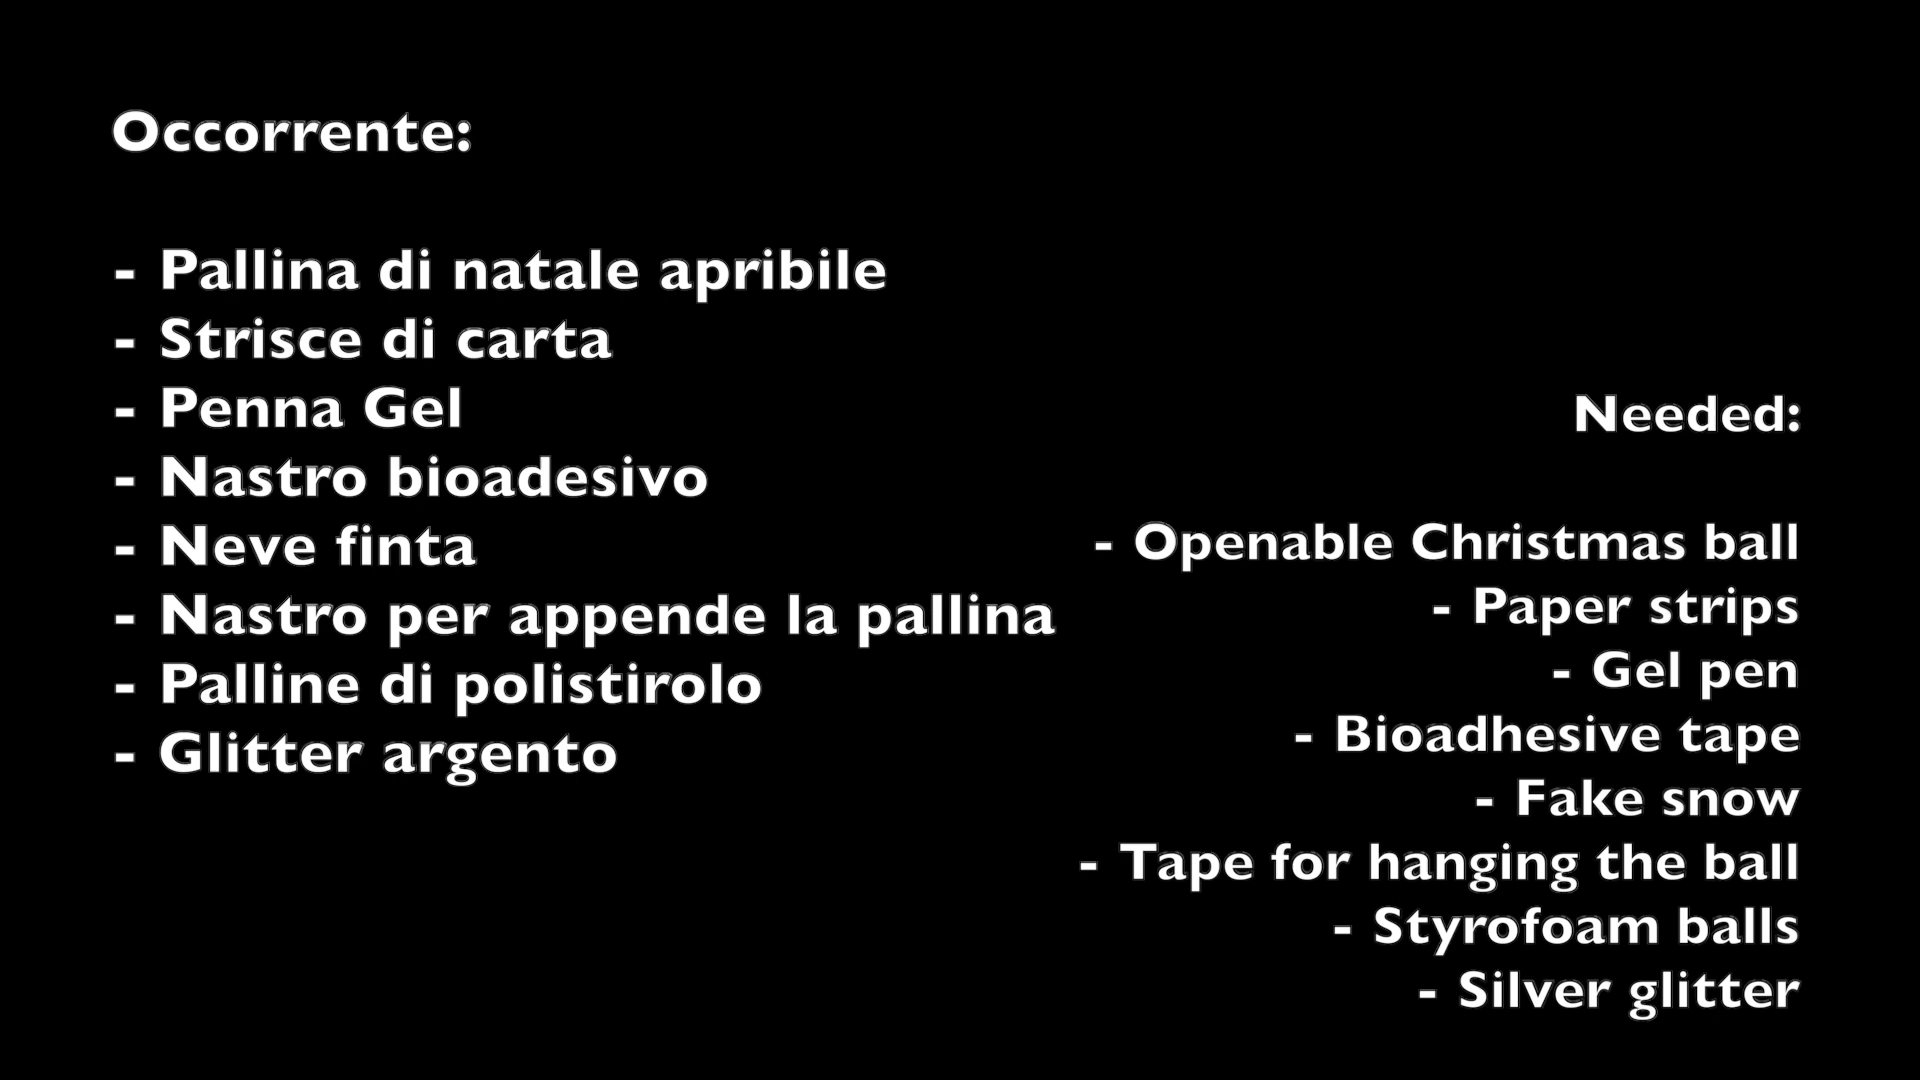 Occorrente:
- Pallina di natale apribile
- Strisce di carta
- Penna Gel
- Nastro bioadesivo
- Neve finta
- Nastro per appende la pallina
- Palline di polistirolo
- Glitter argento
Needed:
- Openable Christmas ball
- Paper strips
- Gel pen
- Bioadhesive tape
- Fake snow
- Tape for hanging the ball
- Styrofoam balls
- Silver glitter